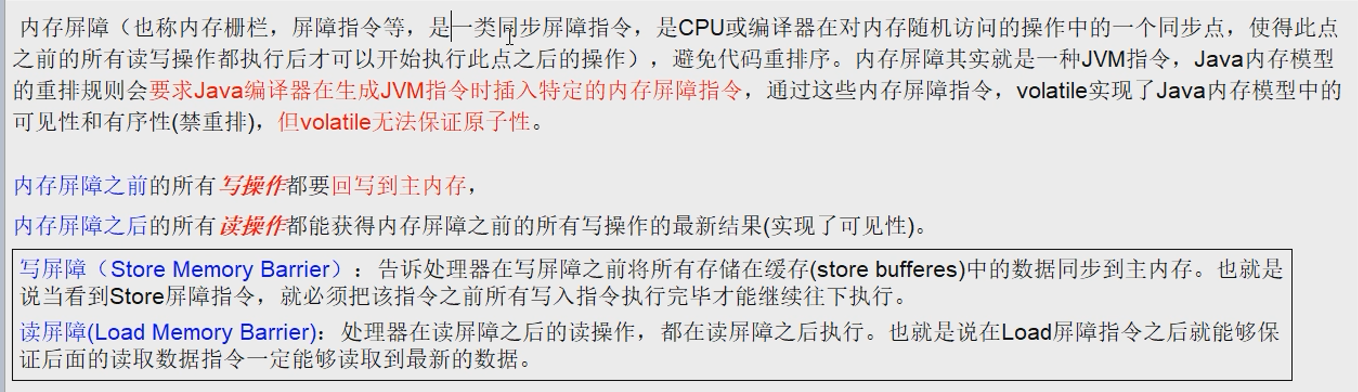 内存屏障（也称内存栅栏，屏障指令等，是一类同步屏障指令，是CPU或编译器在对内存随机访问的操作中的一个同步点，使得此点
之前的所有读写操作都执行后才可以开始执行此点之后的操作），避免代码重排序。内存屏障其实就是一种JVM指令，Java内存模型
的重排规则会要求Java编译器在生成JVM指令时插入特定的内存屏障指令，通过这些内存屏障指令，volatile实现了Java内存模型中的
可见性和有序性(禁重排)，但volatile无法保证原子性。
内存屏障之前的所有写操作都要回写到主内存，
内存屏障之后的所有读操作都能获得内存屏障之前的所有写操作的最新结果(实现了可见性)。
写屏障（Store Memory Barrier）：告诉处理器在写屏障之前将所有存储在缓存(store bufferes)中的数据同步到主内存。也就是
说当看到Store屏障指令，就必须把该指令之前所有写入指令执行完毕才能继续往下执行。
读屏障(Load Memory Barrier)：处理器在读屏障之后的读操作，都在读屏障之后执行。也就是说在Load屏障指令之后就能够保
证后面的读取数据指令一定能够读取到最新的数据。